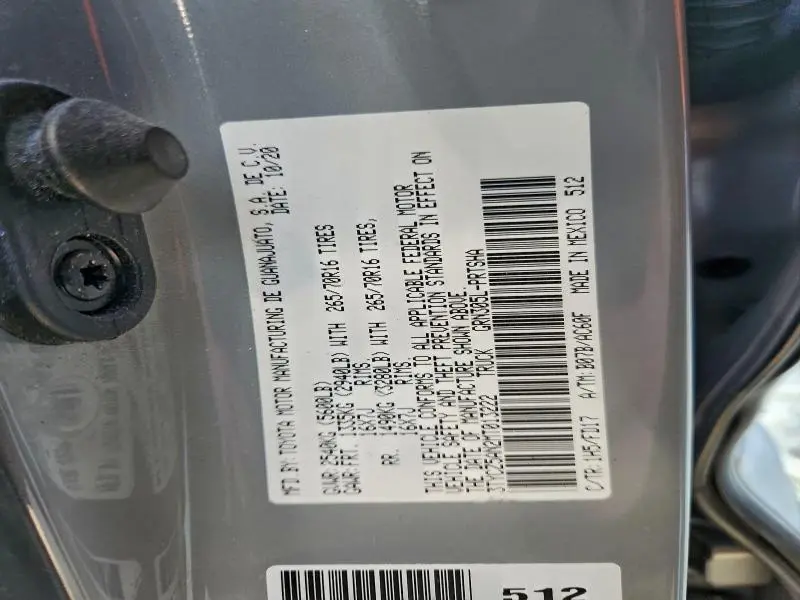 MFD.BY TOYOTA MOTOR MANUFACTURING DE GUANAJUATO, S.A. DE C.V.
DATE: 10/20
GVWR: 2540KG (5600LB)
GAWR:FRT. 1335KG (2940LB) WITH 265/70R16 TIRES
16X7J RIMS
RR. 1490KG (3280LB) WITH 265/70R16 TIRES,
16X7J RIMS
THIS VEHICLE CONFORMS TO ALL APPLICABLE FEDERAL MOTOR
VEHICLE SAFETY AND THEFT PREVENTION STANDARDS IN EFFECT ON
THE DATE OF MANUFACTURE SHOWN ABOVE.
TRUCK GRN305L-PRTSHA
C/TR:1H5/FD17 A/TM:B07B/AC60F MADE IN MEXICO 512
512